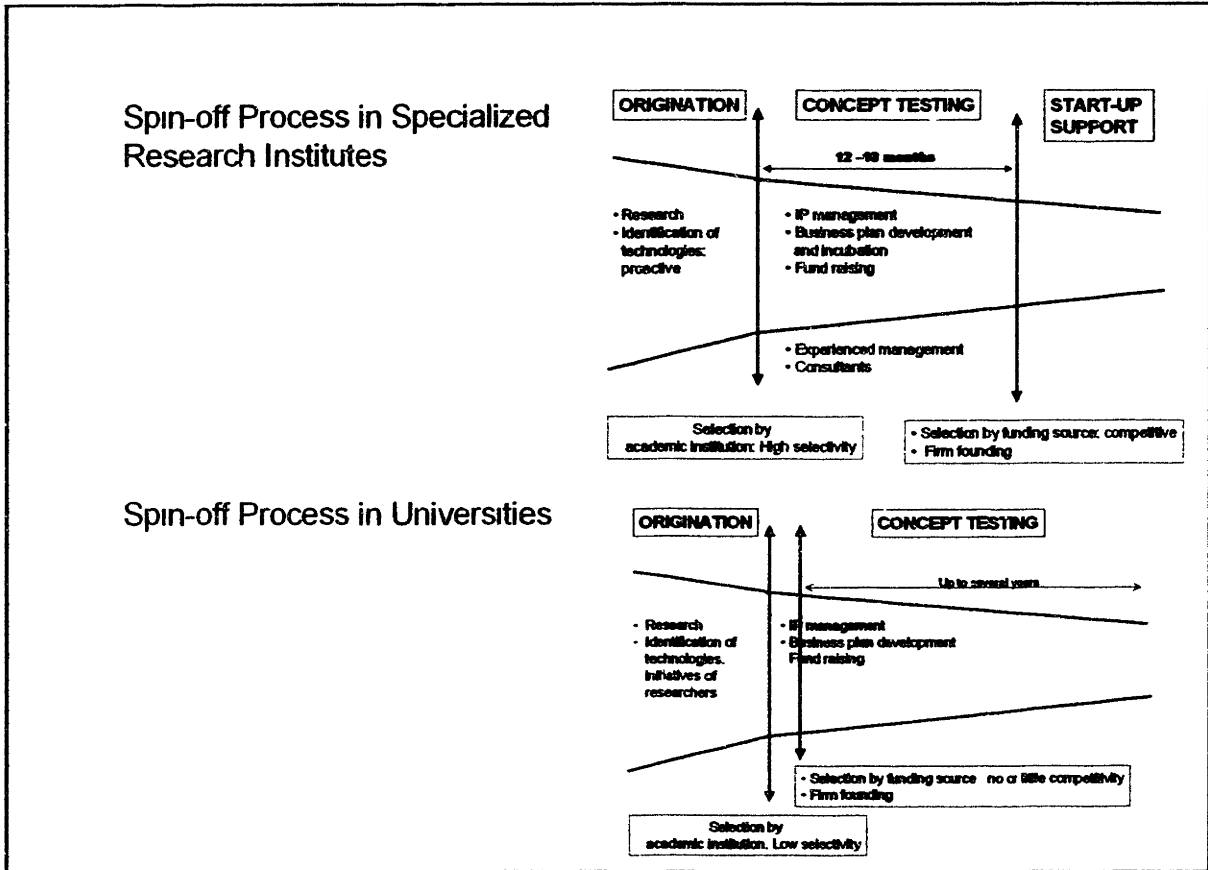 Spin-off Process in Specialized
Research Institutes
ORIGINATION
CONCEPT TESTING
START-UP
SUPPORT
months
• Research
• Identification of
technologies:
proactive
• IP management
• Business plan development
and incubation
• Fund raising
• Experienced management
• Consultants
Selection by
academic institution: High selectivity
• Selection by funding source: competitive
• Firm founding
Spin-off Process in Universities
ORIGINATION
CONCEPT TESTING
Up to several years
- Research
- Identification of
technologies.
Initiatives of
researchers
• IP management
• Business plan development
Fund raising
• Selection by funding source no or little competitivity
• Firm founding
Selection by
academic institution. Low selectivity